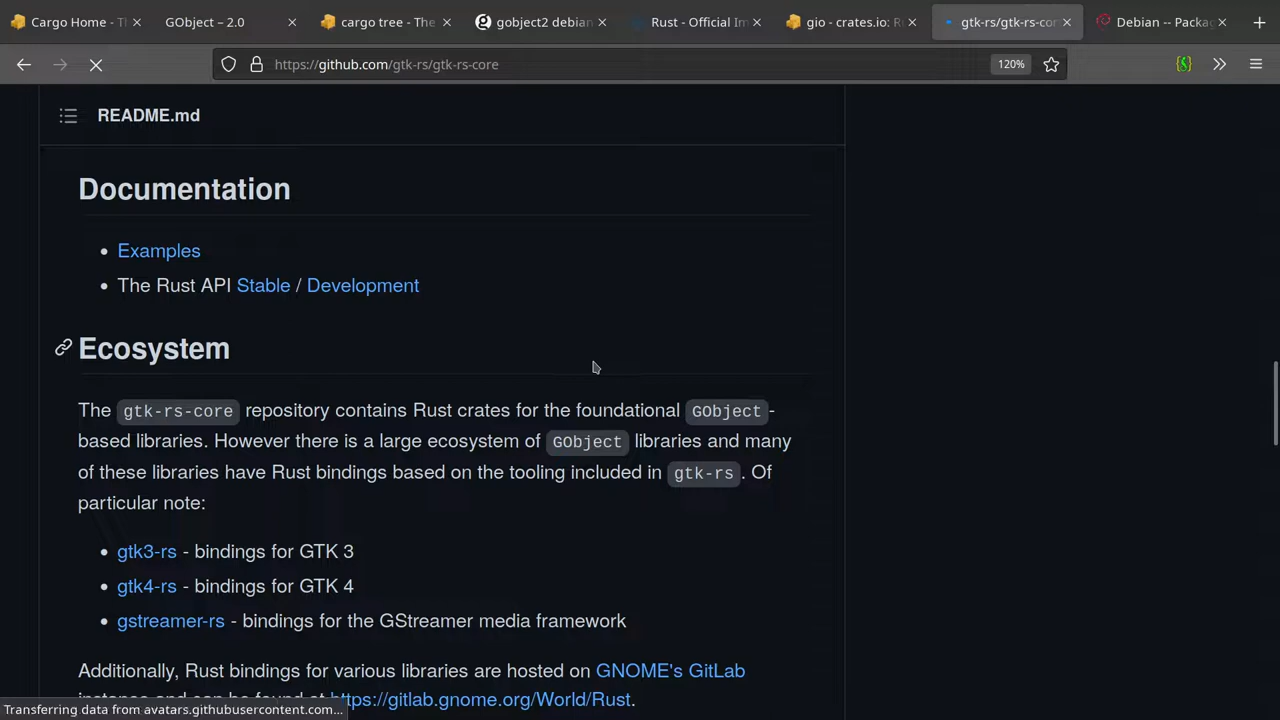 Cargo Home - Th
GObject – 2.0
cargo tree - The
gobject2 debian
Rust - Official Im
gio - crates.io: Ru
gtk-rs/gtk-rs-cor
Debian -- Packag
https://github.com/gtk-rs/gtk-rs-core
120%
README.md
Documentation
• Examples
• The Rust API Stable / Development
Ecosystem
The gtk-rs-core repository contains Rust crates for the foundational GObject-
based libraries. However there is a large ecosystem of GObject libraries and many
of these libraries have Rust bindings based on the tooling included in gtk-rs. Of
particular note:
• gtk3-rs - bindings for GTK 3
• gtk4-rs - bindings for GTK 4
• gstreamer-rs - bindings for the GStreamer media framework
Additionally, Rust bindings for various libraries are hosted on GNOME's GitLab
instance and can be found at https://gitlab.gnome.org/World/Rust.
Transferring data from avatars.githubusercontent.com...